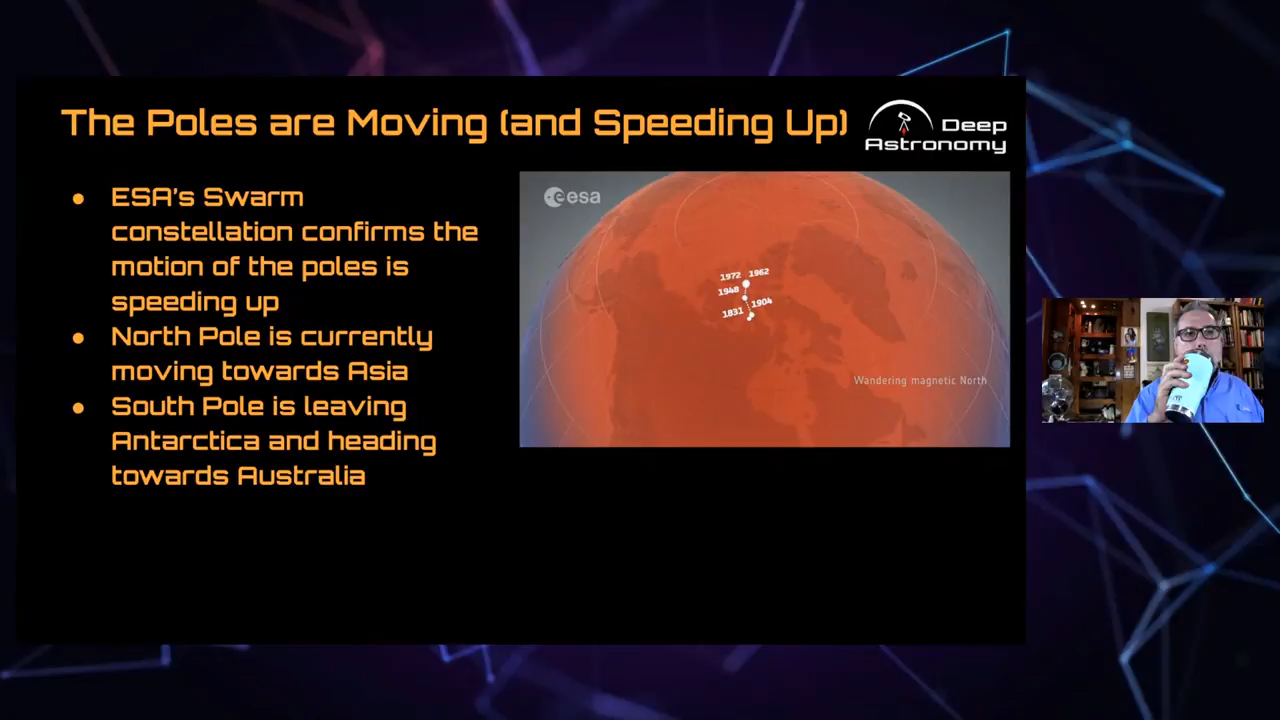 The Poles are Moving (and Speeding Up)
Deep
Astronomy
• ESA's Swarm
constellation confirms the
motion of the poles is
speeding up
• North Pole is currently
moving towards Asia
• South Pole is leaving
Antarctica and heading
towards Australia
esa
1972 1962
1948
1904
1831
Wandering magnetic North